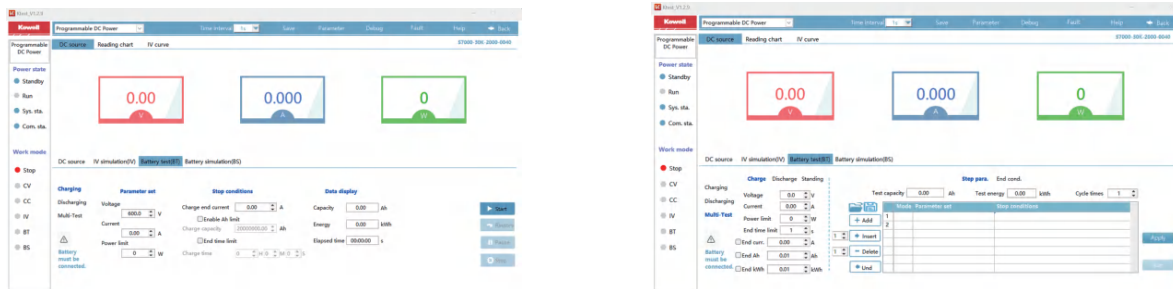 Kewell
Programmable DC Power
Time Interval
1s
Save
Parameter
Debug
Fault
Help
Back
Programmable
DC Power
DC source
Reading chart
IV curve
Power state
Standby
Run
Sys. sta.
Com. sta.
0.00
V
0.000
A
0
W
Work mode
Stop
CV
CC
IV
BT
BS
DC source
IV simulation(IV)
Battery test(BT)
Battery simulation(BS)
Charging
Discharging
Multi-Test
Battery
must be
connected.
Parameter set
Voltage
600.0 V
Current
0.00 A
Power limit
0 W
Stop conditions
Charge end current 0.00 A
Enable Ah limit
Charge capacity Ah
End time limit
Charge time 0 H 0 M 0 S
Data display
Capacity 0.00 Ah
Energy 0.00 kWh
Elapsed time 00:00:00 s
Start
Pause
Stop
Kewell
Programmable DC Power
Time Interval
1s
Save
Parameter
Debug
Fault
Help
Back
Programmable
DC Power
DC source
Reading chart
IV curve
Power state
Standby
Run
Sys. sta.
Com. sta.
0.00
V
0.000
A
0
W
Work mode
Stop
CV
CC
IV
BT
BS
DC source
IV simulation(IV)
Battery test(BT)
Battery simulation(BS)
Charging
Discharging
Multi-Test
Battery
must be
connected.
Charge Discharge Standing
Voltage 0.0 V
Current 0.00 A
Power limit 0 W
End time limit 1 s
End curr. 0.00 A
End Ah 0.01 Ah
End kWh 0.01 kWh
Step para. End cond.
Test capacity 0.00 Ah
Test energy 0.00 kWh
Cycle times 1
Add
1 Insert
1 Delete
Und
Mode Parameter set Stop conditions
1
2
Apply